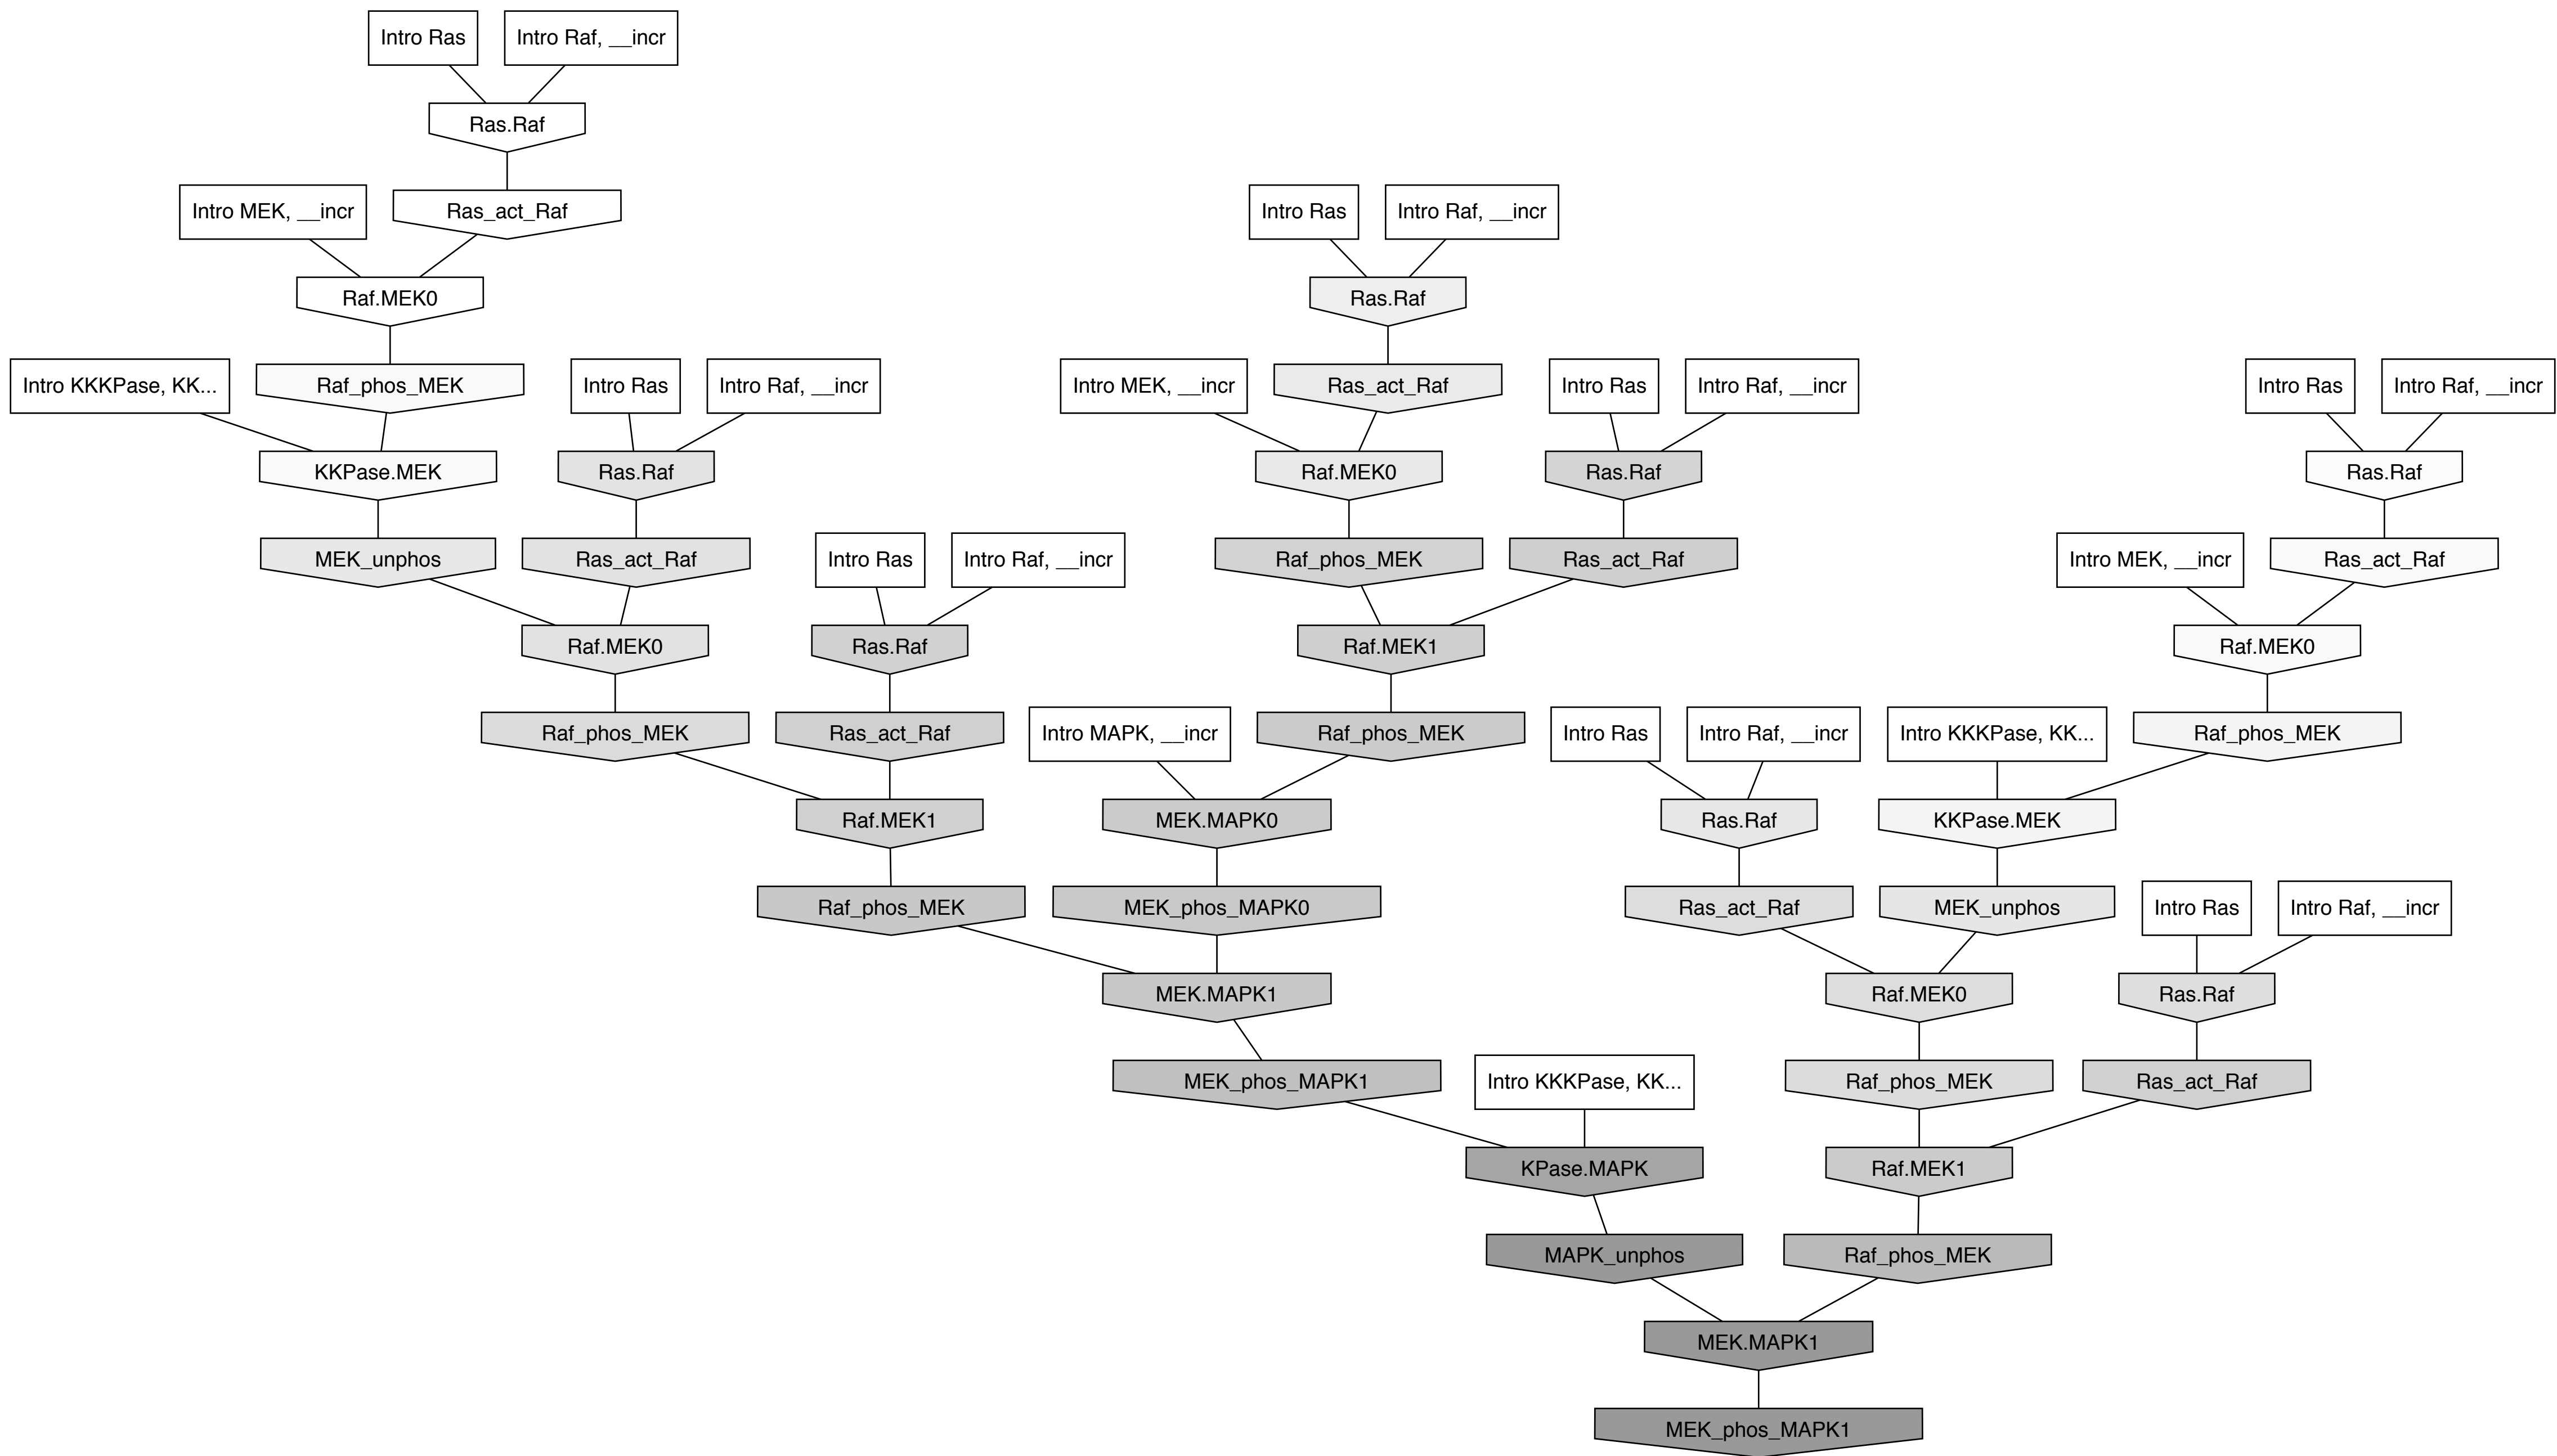 Intro Ras
Intro Raf, __incr
Ras.Raf
Intro MEK, __incr
Ras_act_Raf
Intro Ras
Intro Raf, __incr
Raf.MEK0
Ras.Raf
Intro KKKPase, KK...
Raf_phos_MEK
Intro Ras
Intro Raf, __incr
Intro MEK, __incr
Ras_act_Raf
Intro Ras
Intro Raf, __incr
Intro Ras
Intro Raf, __incr
KKPase.MEK
Ras.Raf
Raf.MEK0
Ras.Raf
Ras.Raf
MEK_unphos
Ras_act_Raf
Intro Ras
Intro Raf, __incr
Raf_phos_MEK
Ras_act_Raf
Intro MEK, __incr
Ras_act_Raf
Raf.MEK0
Ras.Raf
Raf.MEK1
Raf.MEK0
Raf_phos_MEK
Ras_act_Raf
Intro MAPK, __incr
Raf_phos_MEK
Intro Ras
Intro Raf, __incr
Intro KKKPase, KK...
Raf_phos_MEK
Raf.MEK1
MEK.MAPK0
Ras.Raf
KKPase.MEK
Raf_phos_MEK
MEK_phos_MAPK0
Ras_act_Raf
MEK_unphos
Intro Ras
Intro Raf, __incr
MEK.MAPK1
Raf.MEK0
Ras.Raf
MEK_phos_MAPK1
Intro KKKPase, KK...
Raf_phos_MEK
Ras_act_Raf
KPase.MAPK
Raf.MEK1
MAPK_unphos
Raf_phos_MEK
MEK.MAPK1
MEK_phos_MAPK1